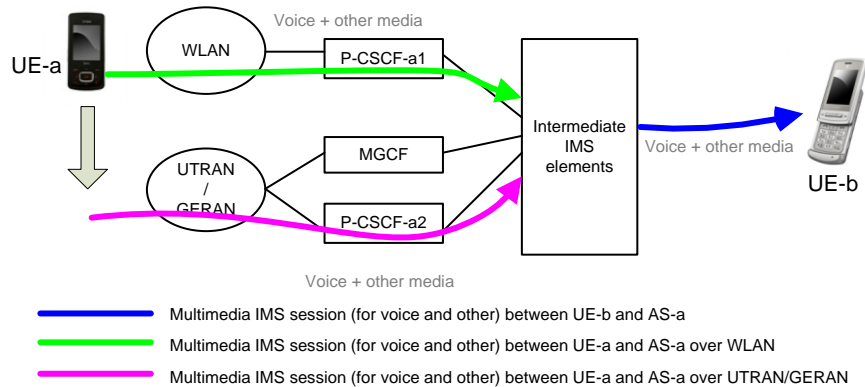 Voice + other media
WLAN
UE-a
P-CSCF-a1
Intermediate
IMS
elements
MGCF
Voice + other media
UTRAN
/
GERAN
UE-b
P-CSCF-a2
Voice + other media
Multimedia IMS session (for voice and other) between UE-b and AS-a
Multimedia IMS session (for voice and other) between UE-a and AS-a over WLAN
Multimedia IMS session (for voice and other) between UE-a and AS-a over UTRAN/GERAN